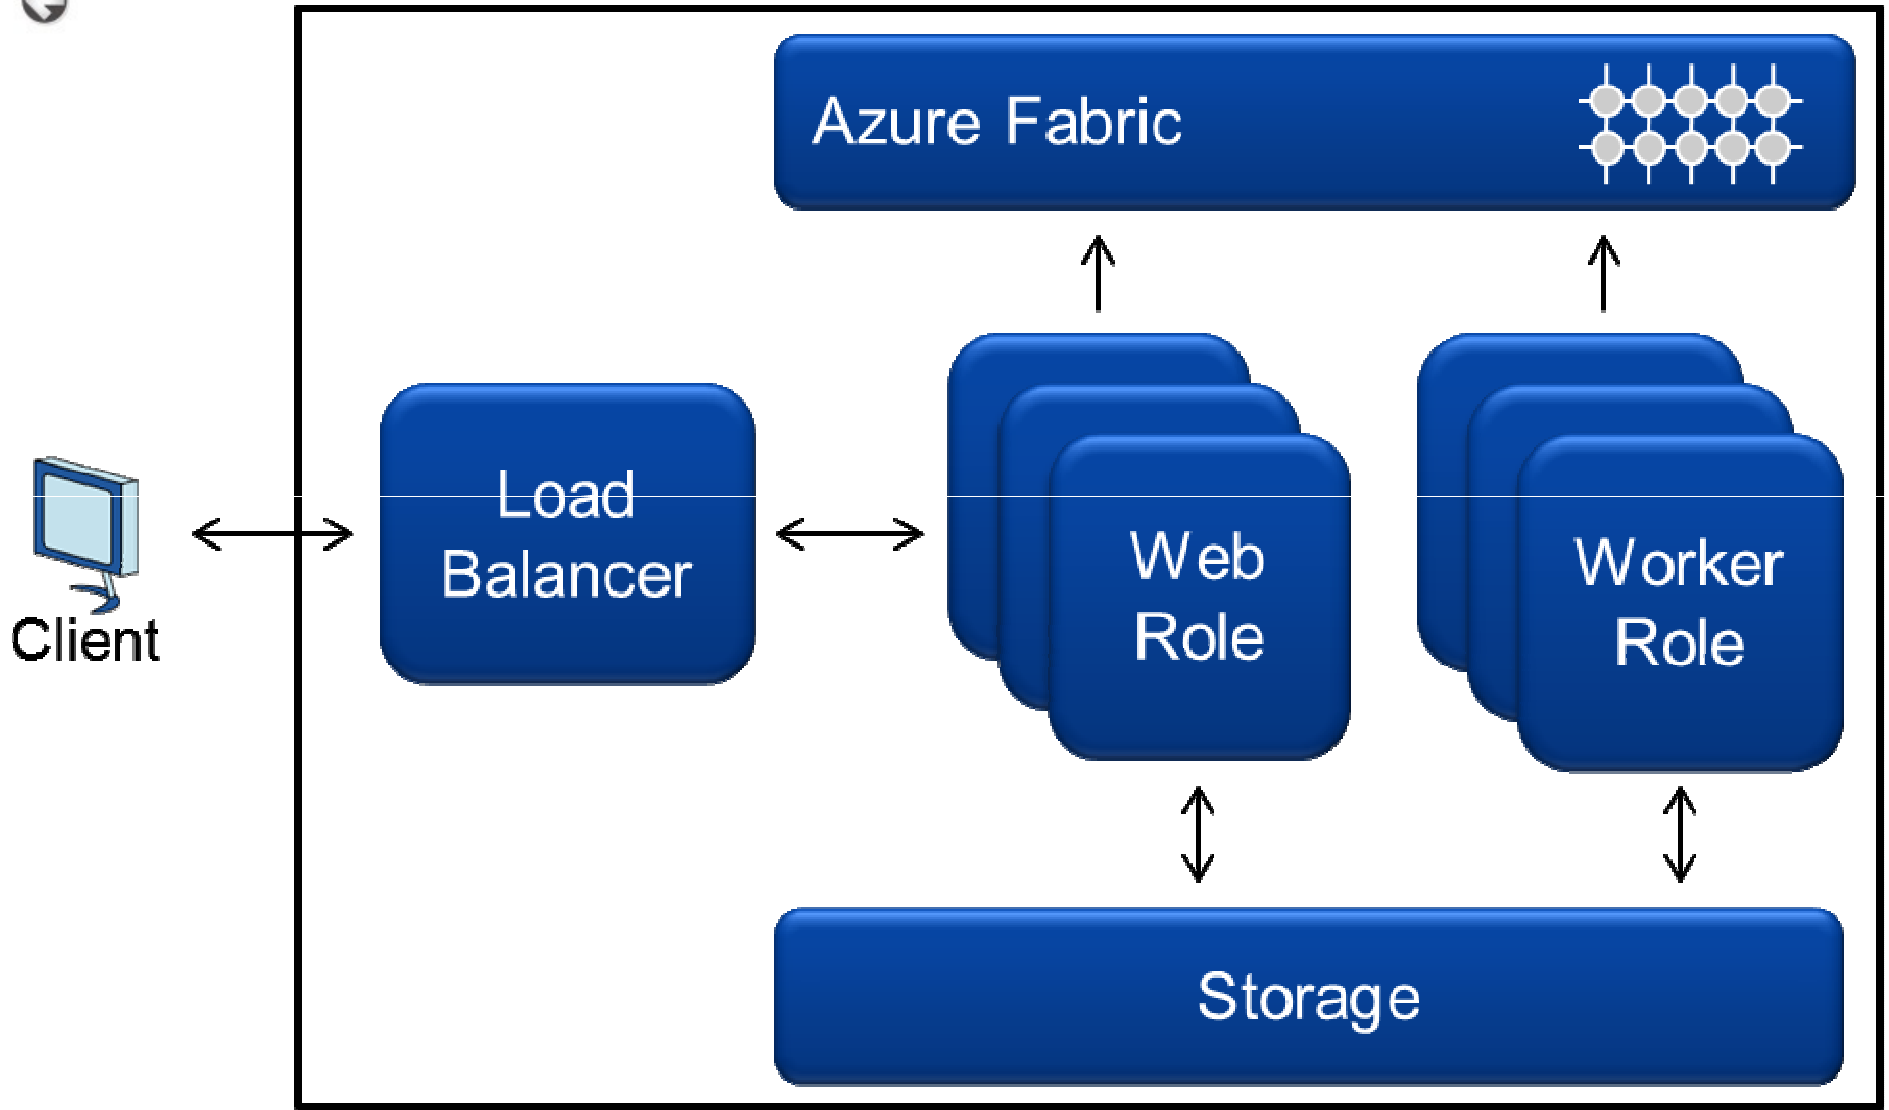 Azure Fabric
Load
Balancer
Web
Role
Worker
Role
Client
Storage